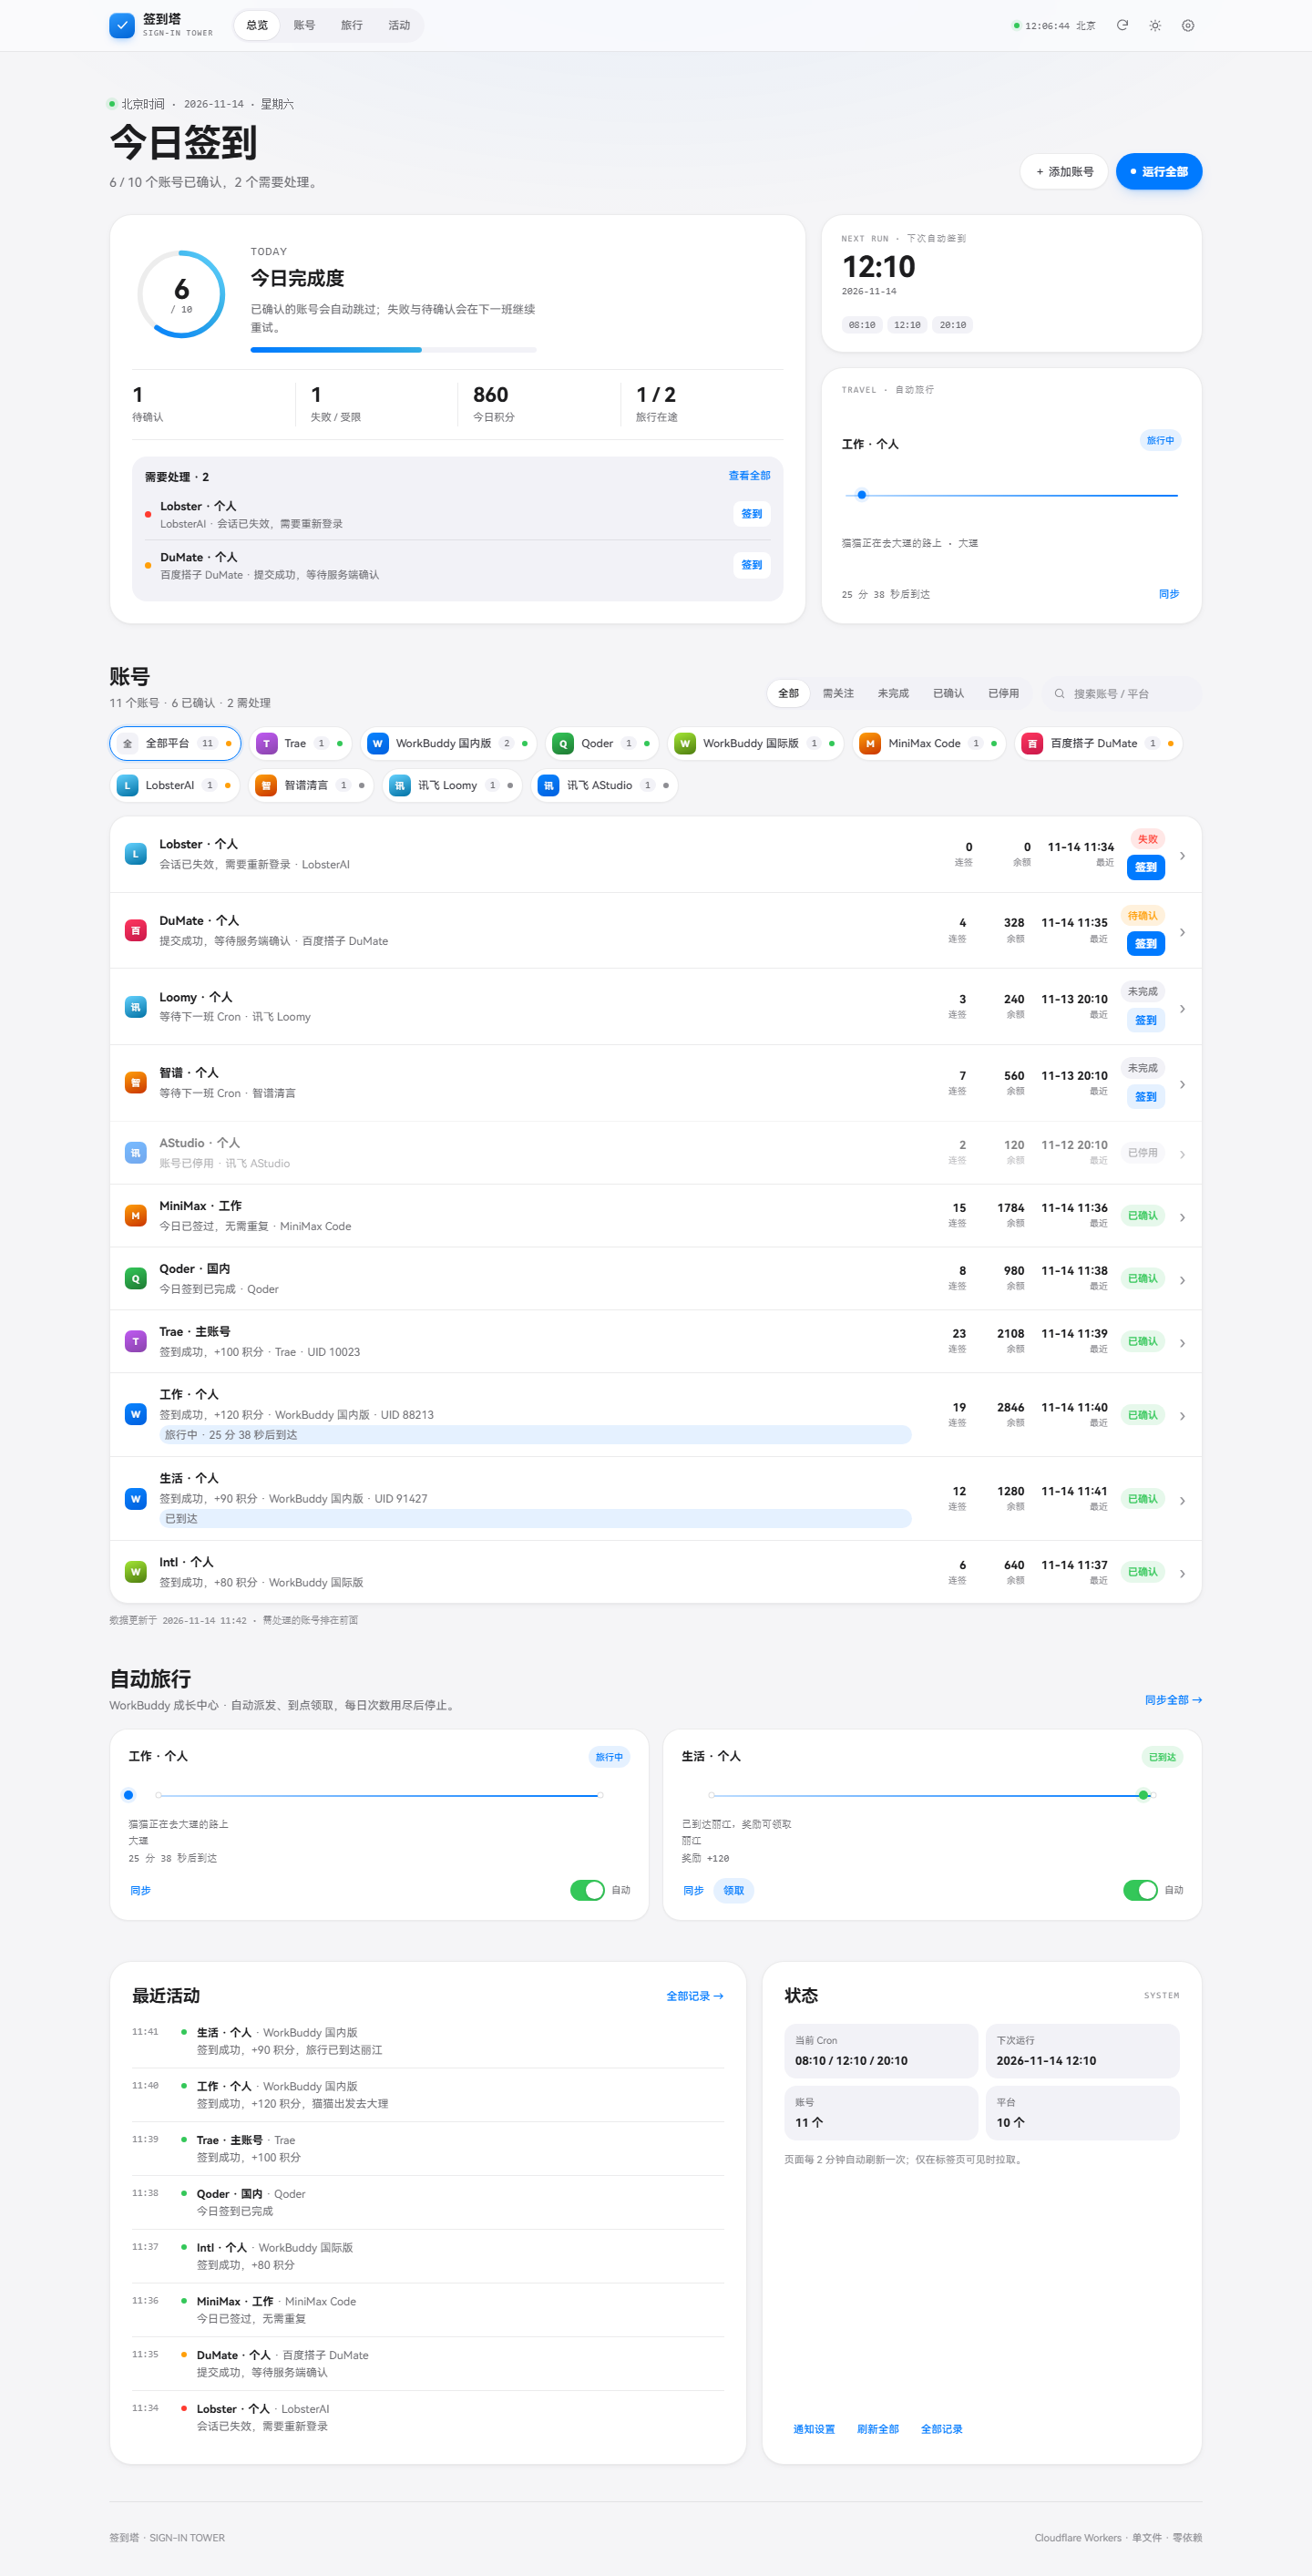 签到塔
SIGN-IN TOWER
总览
账号
旅行
活动
12:06:44 北京
北京时间 · 2026-11-14 · 星期六
今日签到
6 / 10 个账号已确认，2 个需要处理。
+ 添加账号
运行全部
6
/ 10
TODAY
今日完成度
已确认的账号会自动跳过；失败与待确认会在下一班继续
重试。
1
待确认
1
失败 / 受限
860
今日积分
1 / 2
旅行在途
需要处理 · 2
查看全部
Lobster · 个人
LobsterAI · 会话已失效，需要重新登录
签到
DuMate · 个人
百度搭子 DuMate · 提交成功，等待服务端确认
签到
NEXT RUN · 下次自动签到
12:10
2026-11-14
08:10
12:10
20:10
TRAVEL · 自动旅行
工作 · 个人
旅行中
猫猫正在去大理的路上 · 大理
25 分 38 秒后到达
同步
账号
11 个账号 · 6 已确认 · 2 需处理
全部
需关注
未完成
已确认
已停用
搜索账号 / 平台
全 全部平台 11
T Trae 1
W WorkBuddy 国内版 2
Q Qoder 1
W WorkBuddy 国际版 1
M MiniMax Code 1
百 百度搭子 DuMate 1
L LobsterAI 1
智 智谱清言 1
讯 讯飞 Loomy 1
讯 讯飞 AStudio 1
L
Lobster · 个人
会话已失效，需要重新登录 · LobsterAI
0
连签
0
余额
11-14 11:34
最近
失败
签到
›
百
DuMate · 个人
提交成功，等待服务端确认 · 百度搭子 DuMate
4
连签
328
余额
11-14 11:35
最近
待确认
签到
›
讯
Loomy · 个人
等待下一班 Cron · 讯飞 Loomy
3
连签
240
余额
11-13 20:10
最近
未完成
签到
›
智
智谱 · 个人
等待下一班 Cron · 智谱清言
7
连签
560
余额
11-13 20:10
最近
未完成
签到
›
讯
AStudio · 个人
账号已停用 · 讯飞 AStudio
2
连签
120
余额
11-12 20:10
最近
已停用
›
M
MiniMax · 工作
今日已签过，无需重复 · MiniMax Code
15
连签
1784
余额
11-14 11:36
最近
已确认
›
Q
Qoder · 国内
今日签到已完成 · Qoder
8
连签
980
余额
11-14 11:38
最近
已确认
›
T
Trae · 主账号
签到成功，+100 积分 · Trae · UID 10023
23
连签
2108
余额
11-14 11:39
最近
已确认
›
W
工作 · 个人
签到成功，+120 积分 · WorkBuddy 国内版 · UID 88213
旅行中 · 25 分 38 秒后到达
19
连签
2846
余额
11-14 11:40
最近
已确认
›
W
生活 · 个人
签到成功，+90 积分 · WorkBuddy 国内版 · UID 91427
已到达
12
连签
1280
余额
11-14 11:41
最近
已确认
›
W
Intl · 个人
签到成功，+80 积分 · WorkBuddy 国际版
6
连签
640
余额
11-14 11:37
最近
已确认
›
数据更新于 2026-11-14 11:42 · 需处理的账号排在前面
自动旅行
WorkBuddy 成长中心 · 自动派发、到点领取，每日次数用尽后停止。
同步全部 →
工作 · 个人
旅行中
猫猫正在去大理的路上
大理
25 分 38 秒后到达
同步
自动
生活 · 个人
已到达
已到达丽江，奖励可领取
丽江
奖励 +120
同步
领取
自动
最近活动
全部记录 →
11:41
生活 · 个人 · WorkBuddy 国内版
签到成功，+90 积分，旅行已到达丽江
11:40
工作 · 个人 · WorkBuddy 国内版
签到成功，+120 积分，猫猫出发去大理
11:39
Trae · 主账号 · Trae
签到成功，+100 积分
11:38
Qoder · 国内 · Qoder
今日签到已完成
11:37
Intl · 个人 · WorkBuddy 国际版
签到成功，+80 积分
11:36
MiniMax · 工作 · MiniMax Code
今日已签过，无需重复
11:35
DuMate · 个人 · 百度搭子 DuMate
提交成功，等待服务端确认
11:34
Lobster · 个人 · LobsterAI
会话已失效，需要重新登录
状态
SYSTEM
当前 Cron
08:10 / 12:10 / 20:10
下次运行
2026-11-14 12:10
账号
11 个
平台
10 个
页面每 2 分钟自动刷新一次；仅在标签页可见时拉取。
通知设置
刷新全部
全部记录
签到塔 · SIGN-IN TOWER
Cloudflare Workers · 单文件 · 零依赖